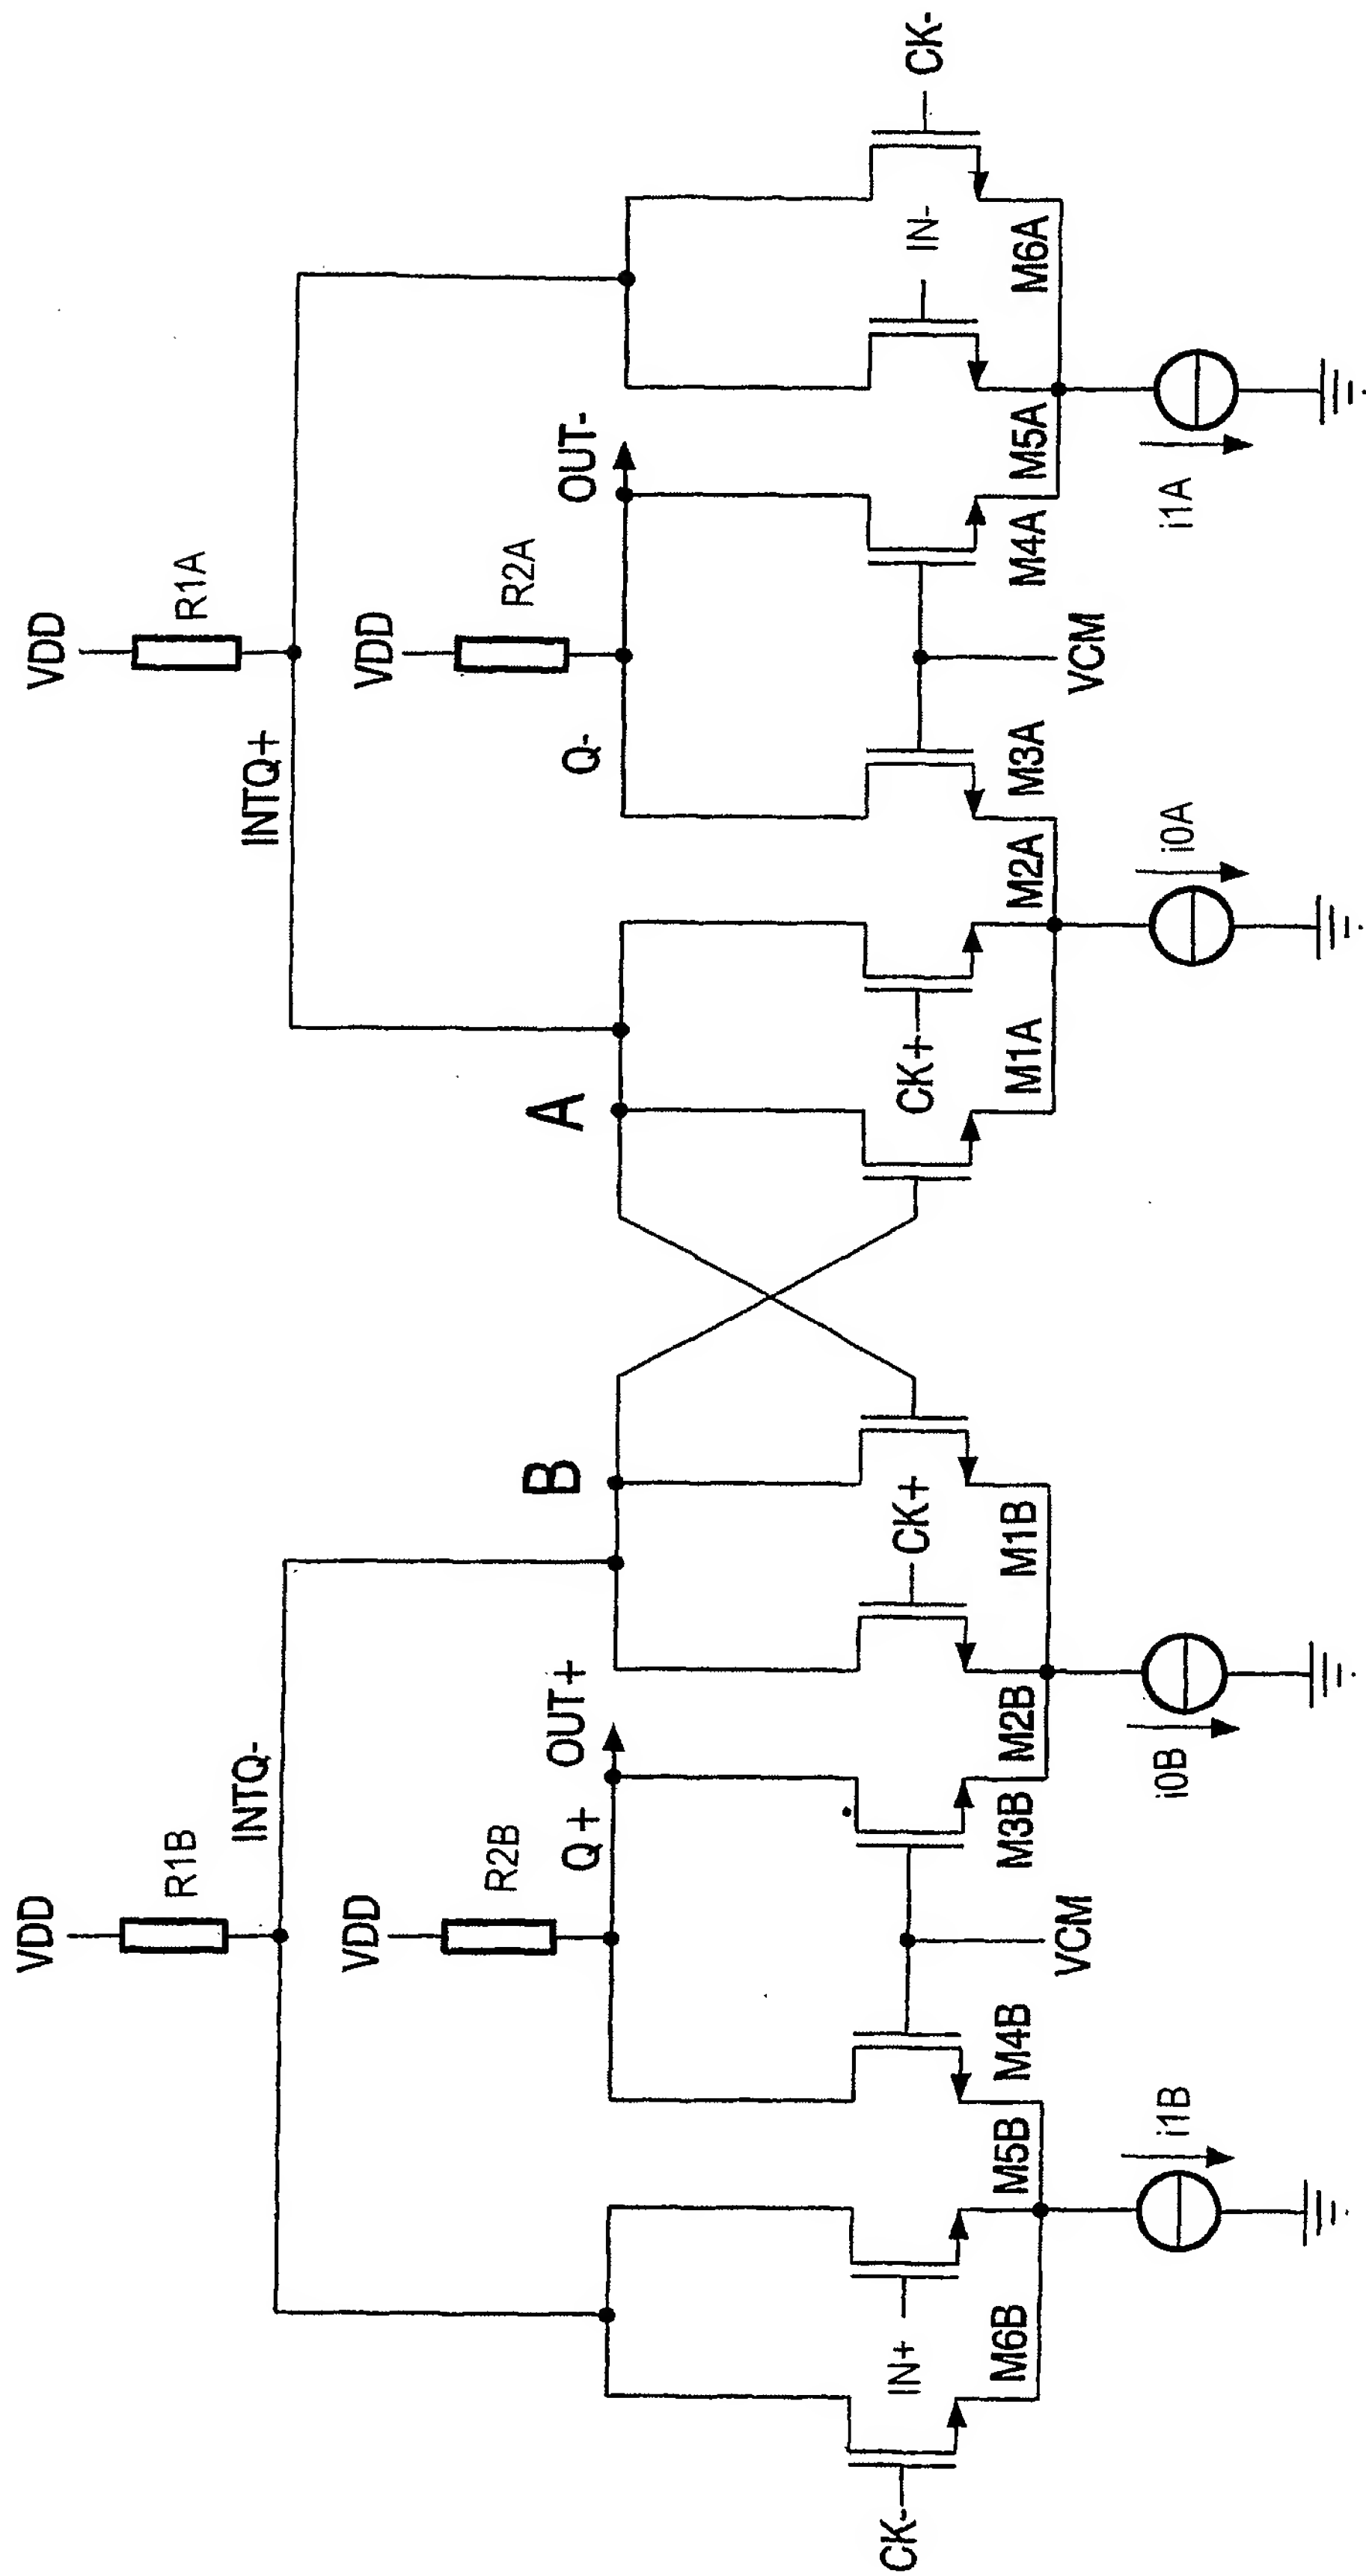 VDD
R1B
INTQ-
VDD
R1A
INTQ+
VDD
R2B
Q+
OUT+
B
A
VDD
R2A
Q-
OUT-
CK-
IN+
CK+
CK+
IN-
CK-
M6B
M5B
M4B
VCM
M3B
M2B
M1B
M1A
M2A
M3A
VCM
M4A
M5A
M6A
i1B
i0B
i0A
i1A